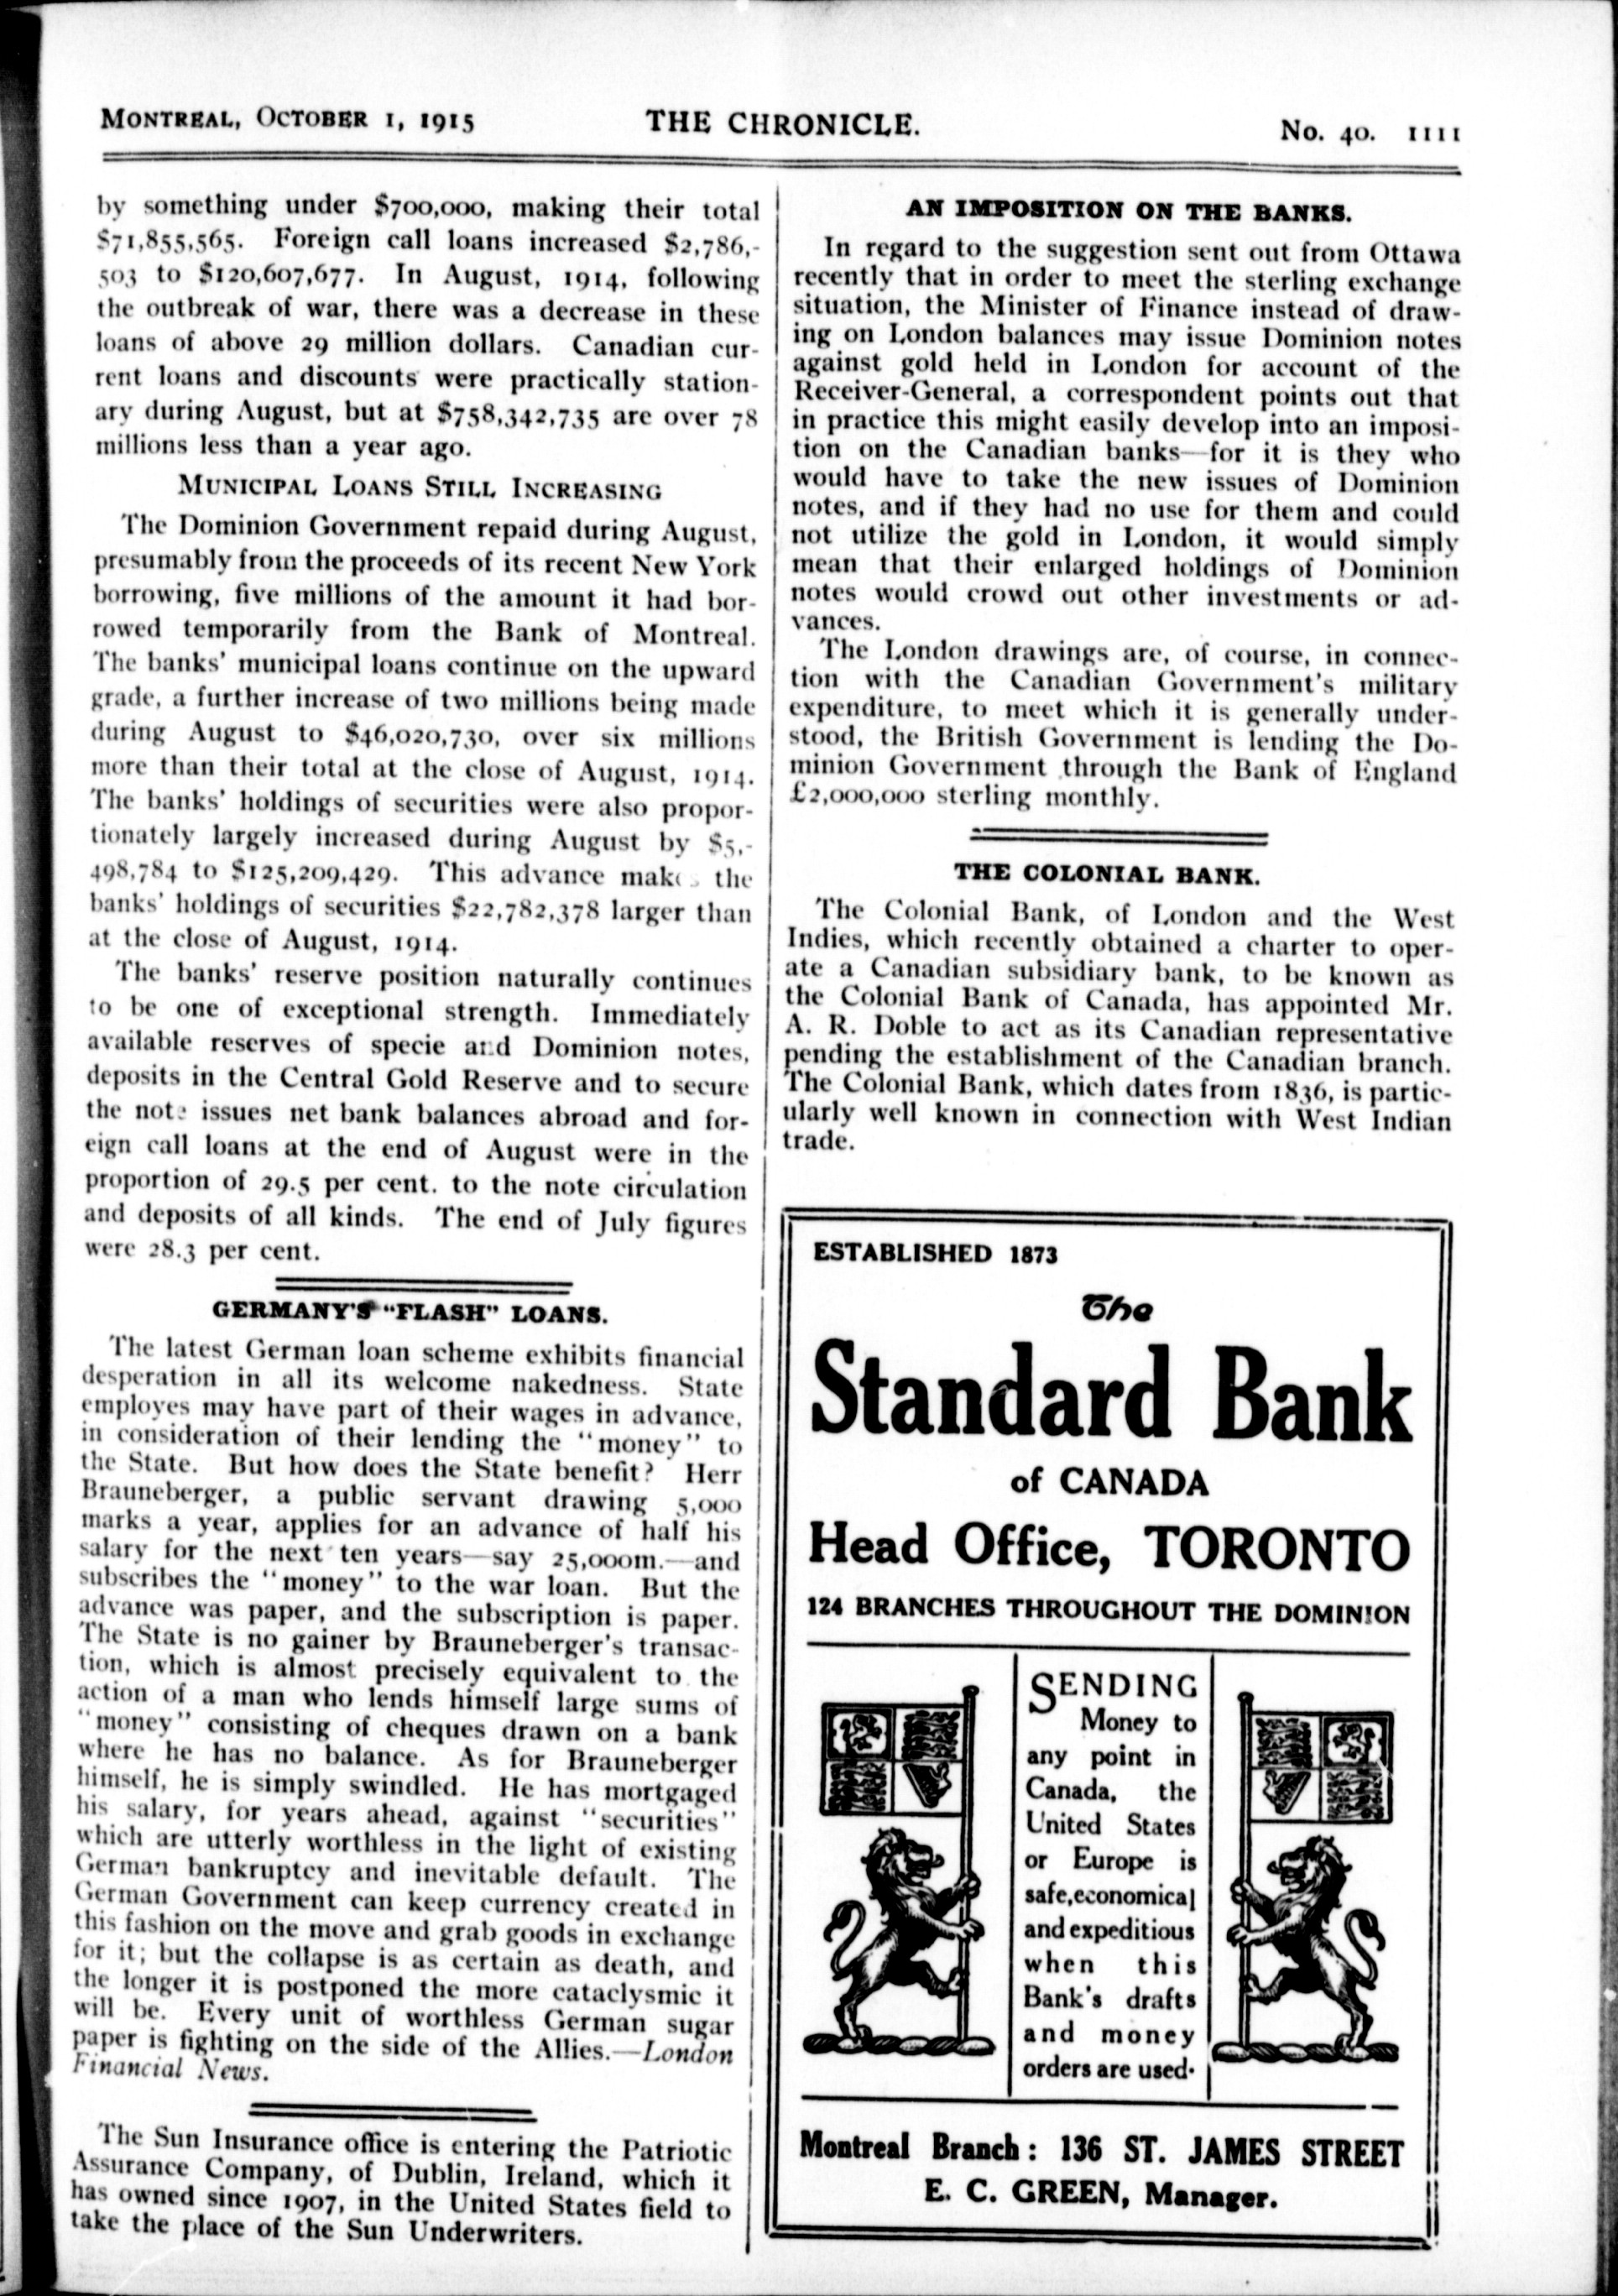 MONTREAL, OCTOBER 1, 1915 THE CHRONICLE. No. 40. 1111
by something under $700,000, making their total
$71,855,565. Foreign call loans increased $2,786,-
503 to $120,607,677. In August, 1914, following
the outbreak of war, there was a decrease in these
loans of above 29 million dollars. Canadian cur-
rent loans and discounts were practically station-
ary during August, but at $758,342,735 are over 78
millions less than a year ago.
MUNICIPAL LOANS STILL INCREASING
The Dominion Government repaid during August,
presumably from the proceeds of its recent New York
borrowing, five millions of the amount it had bor-
rowed temporarily from the Bank of Montreal.
The banks' municipal loans continue on the upward
grade, a further increase of two millions being made
during August to $46,020,730, over six millions
more than their total at the close of August, 1914.
The banks' holdings of securities were also propor-
tionately largely increased during August by $5,-
498,784 to $125,209,429. This advance makes the
banks' holdings of securities $22,782,378 larger than
at the close of August, 1914.
The banks' reserve position naturally continues
to be one of exceptional strength. Immediately
available reserves of specie and Dominion notes,
deposits in the Central Gold Reserve and to secure
the note issues net bank balances abroad and for-
eign call loans at the end of August were in the
proportion of 29.5 per cent. to the note circulation
and deposits of all kinds. The end of July figures
were 28.3 per cent.
GERMANY'S "FLASH" LOANS.
The latest German loan scheme exhibits financial
desperation in all its welcome nakedness. State
employes may have part of their wages in advance,
in consideration of their lending the "money" to
the State. But how does the State benefit? Herr
Brauneberger, a public servant drawing 5,000
marks a year, applies for an advance of half his
salary for the next ten years—say 25,000m.—and
subscribes the "money" to the war loan. But the
advance was paper, and the subscription is paper.
The State is no gainer by Brauneberger's transac-
tion, which is almost precisely equivalent to the
action of a man who lends himself large sums of
"money" consisting of cheques drawn on a bank
where he has no balance. As for Brauneberger
himself, he is simply swindled. He has mortgaged
his salary, for years ahead, against "securities"
which are utterly worthless in the light of existing
German bankruptcy and inevitable default. The
German Government can keep currency created in
this fashion on the move and grab goods in exchange
for it; but the collapse is as certain as death, and
the longer it is postponed the more cataclysmic it
will be. Every unit of worthless German sugar
paper is fighting on the side of the Allies.—London
Financial News.
The Sun Insurance office is entering the Patriotic
Assurance Company, of Dublin, Ireland, which it
has owned since 1907, in the United States field to
take the place of the Sun Underwriters.
AN IMPOSITION ON THE BANKS.
In regard to the suggestion sent out from Ottawa
recently that in order to meet the sterling exchange
situation, the Minister of Finance instead of draw-
ing on London balances may issue Dominion notes
against gold held in London for account of the
Receiver-General, a correspondent points out that
in practice this might easily develop into an imposi-
tion on the Canadian banks—for it is they who
would have to take the new issues of Dominion
notes, and if they had no use for them and could
not utilize the gold in London, it would simply
mean that their enlarged holdings of Dominion
notes would crowd out other investments or ad-
vances.
The London drawings are, of course, in connec-
tion with the Canadian Government's military
expenditure, to meet which it is generally under-
stood, the British Government is lending the Do-
minion Government through the Bank of England
£2,000,000 sterling monthly.
THE COLONIAL BANK.
The Colonial Bank, of London and the West
Indies, which recently obtained a charter to oper-
ate a Canadian subsidiary bank, to be known as
the Colonial Bank of Canada, has appointed Mr.
A. R. Doble to act as its Canadian representative
pending the establishment of the Canadian branch.
The Colonial Bank, which dates from 1836, is partic-
ularly well known in connection with West Indian
trade.
ESTABLISHED 1873
The
Standard Bank
of CANADA
Head Office, TORONTO
124 BRANCHES THROUGHOUT THE DOMINION
SENDING
Money to
any point in
Canada, the
United States
or Europe is
safe,economical
and expeditious
when this
Bank's drafts
and money
orders are used.
Montreal Branch : 136 ST. JAMES STREET
E. C. GREEN, Manager.